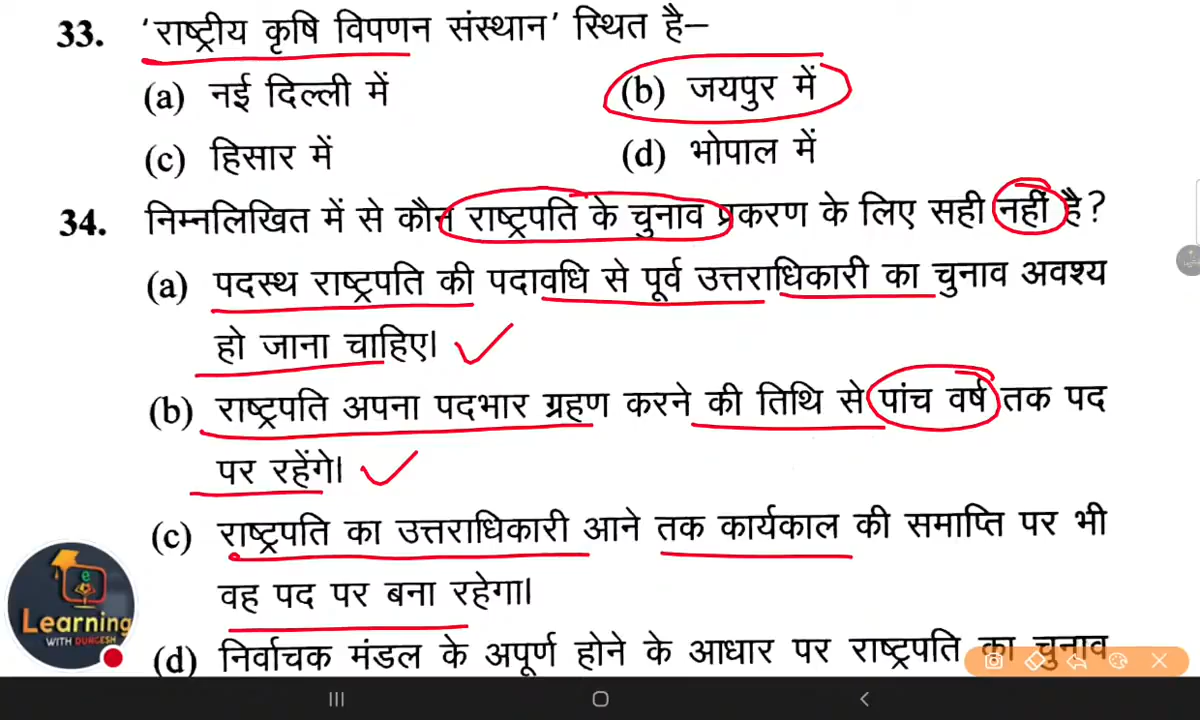 33. ‘राष्ट्रीय कृषि विपणन संस्थान’ स्थित है–
(a) नई दिल्ली में (b) जयपुर में
(c) हिसार में (d) भोपाल में
34. निम्नलिखित में से कौन राष्ट्रपति के चुनाव प्रकरण के लिए सही नहीं है?
(a) पदस्थ राष्ट्रपति की पदावधि से पूर्व उत्तराधिकारी का चुनाव अवश्य
हो जाना चाहिए।
(b) राष्ट्रपति अपना पदभार ग्रहण करने की तिथि से पांच वर्ष तक पद
पर रहेंगे।
(c) राष्ट्रपति का उत्तराधिकारी आने तक कार्यकाल की समाप्ति पर भी
वह पद पर बना रहेगा।
(d) निर्वाचक मंडल के अपूर्ण होने के आधार पर राष्ट्रपति का चुनाव
e
Learning
WITH DURGESH